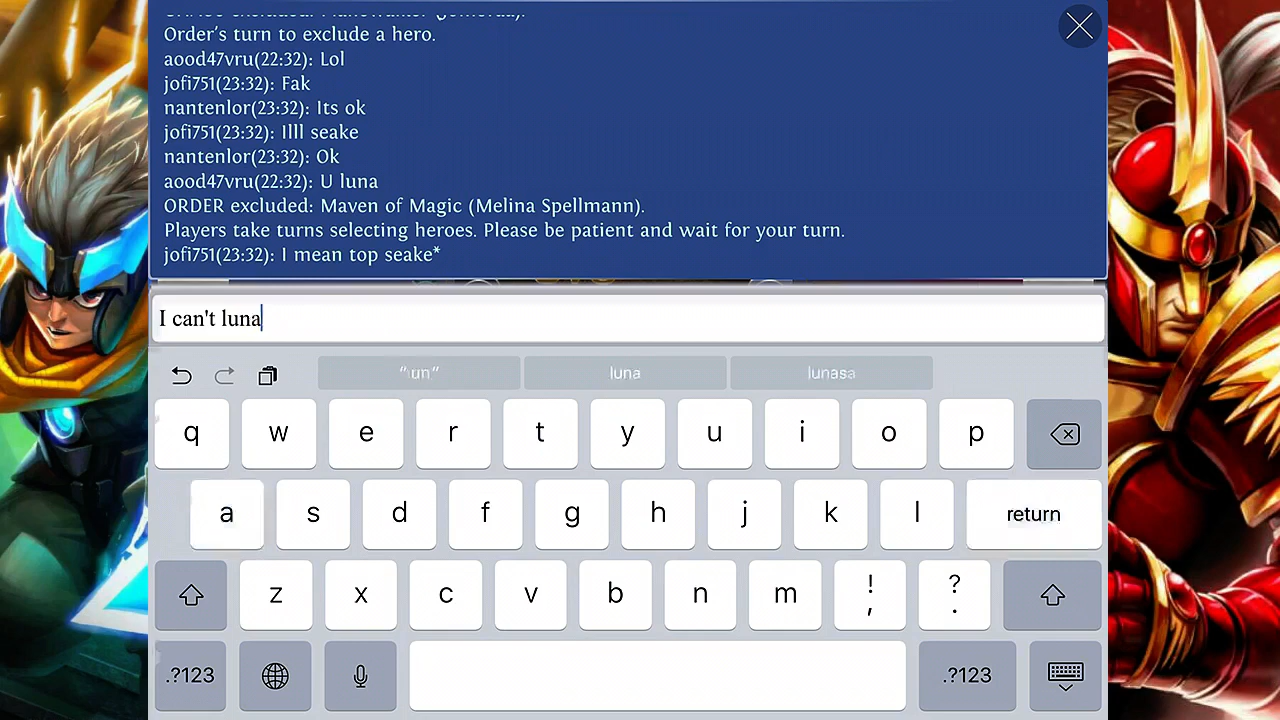 Order's turn to exclude a hero.
aood47vru(22:32): Lol
jofi751(23:32): Fak
nantenlor(23:32): Its ok
jofi751(23:32): Illl seake
nantenlor(23:32): Ok
aood47vru(22:32): U luna
ORDER excluded: Maven of Magic (Melina Spellmann).
Players take turns selecting heroes. Please be patient and wait for your turn.
jofi751(23:32): I mean top seake*
I can't luna
"un" luna lunasa
q w e r t y u i o p
a s d f g h j k l return
z x c v b n m ! , ? .
.?123 .?123